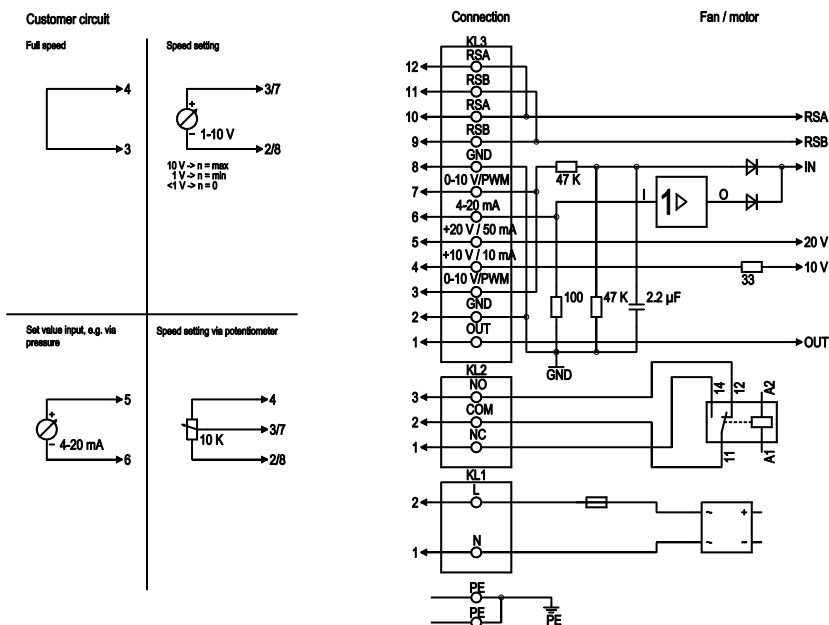 Customer circuit
Connection
Fan / motor
Full speed
Speed setting
4
3
+
1-10 V
−
3/7
2/8
10 V -> n = max
1 V -> n = min
<1 V -> n = 0
Set value input, e.g. via
pressure
+
4-20 mA
−
5
6
Speed setting via potentiometer
10 K
4
3/7
2/8
KL3
12 RSA
11 RSB
10 RSA RSA
9 RSB RSB
8 GND IN
47 K
7 0-10 V/PWM
I 1 O
6 4-20 mA
5 +20 V / 50 mA 20 V
4 +10 V / 10 mA 10 V
33
3 0-10 V/PWM
100 47 K 2.2 µF
2 GND
1 OUT OUT
GND
KL2
3 NO
2 COM
1 NC
14 12 A2
11 A1
KL1
2 L
~ +
1 N
~ −
PE
PE
PE